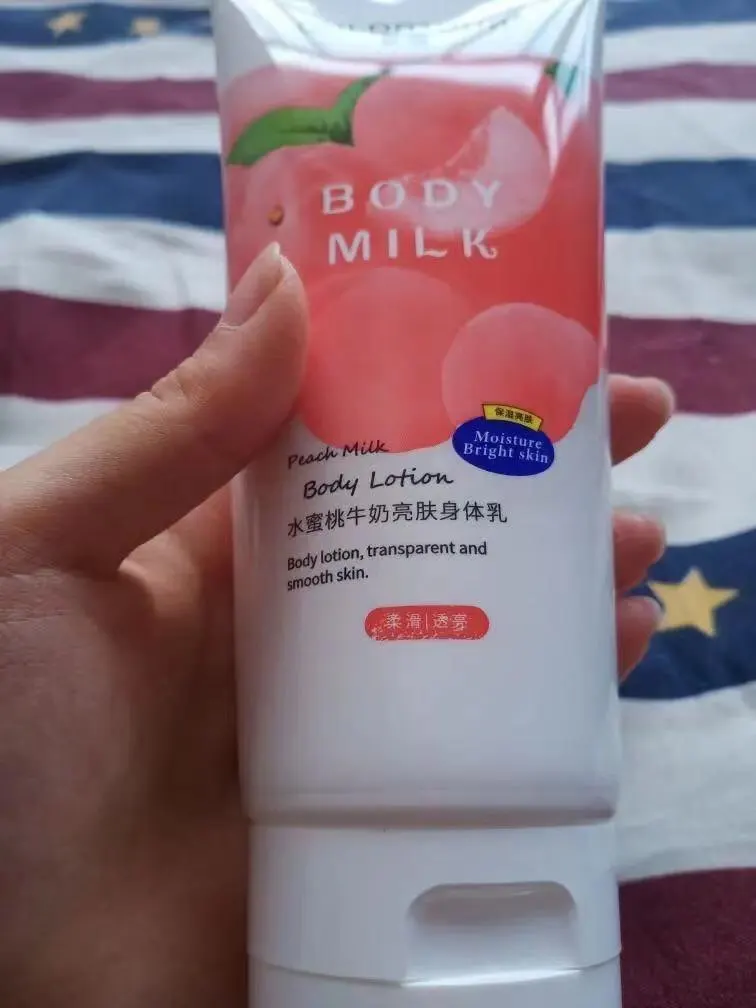 BODY
MILK
保湿亮肤
Moisture
Bright skin
Peach Milk
Body Lotion
水蜜桃牛奶亮肤身体乳
Body lotion, transparent and
smooth skin.
柔滑|透亮